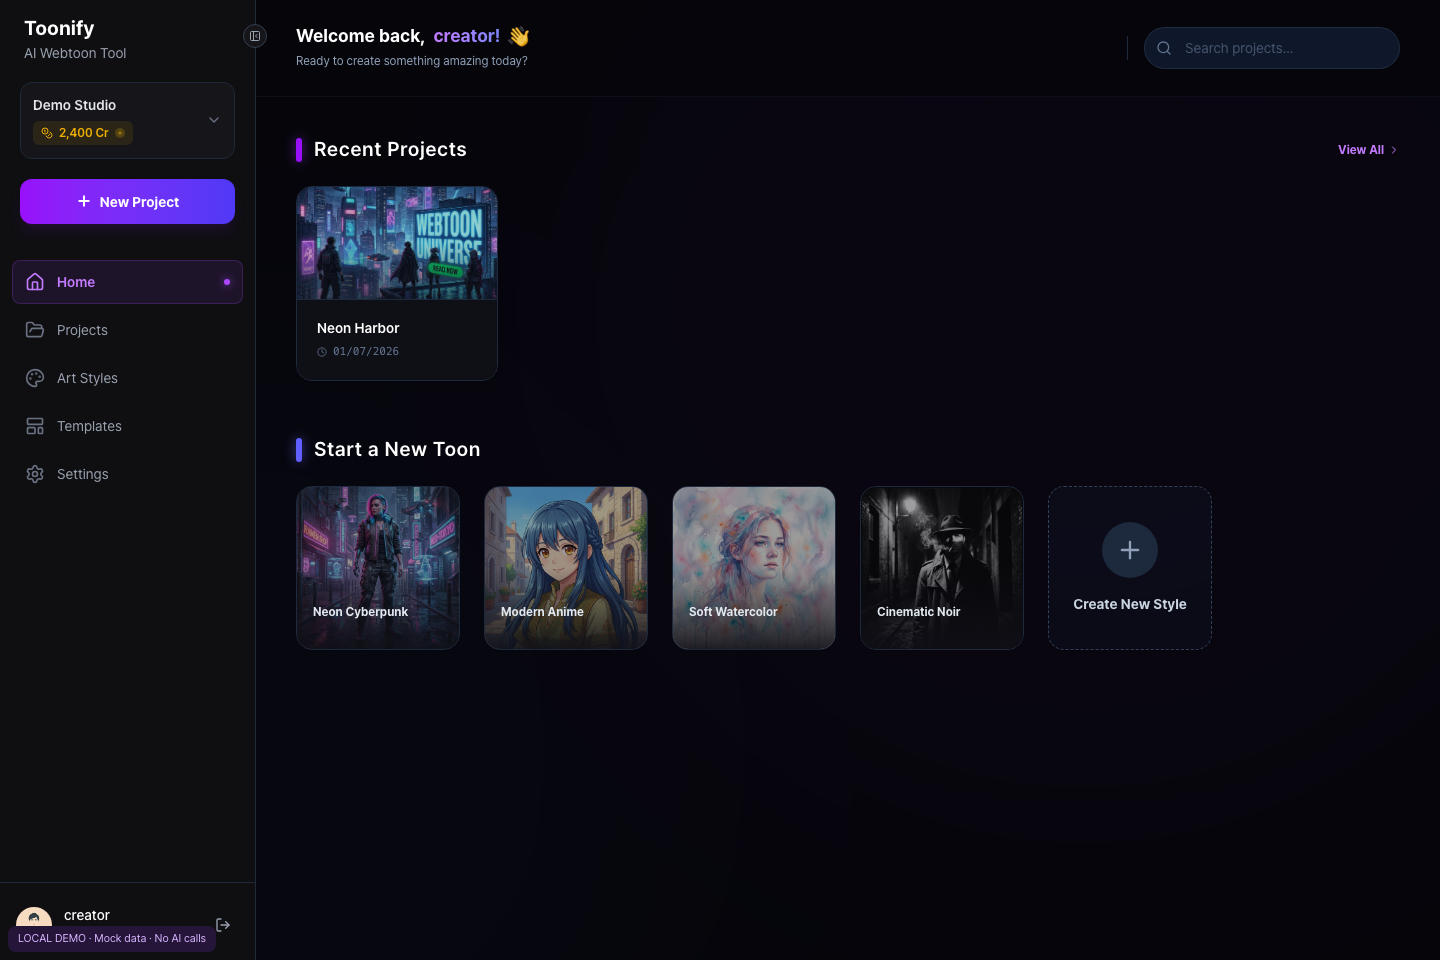 Toonify
AI Webtoon Tool
Demo Studio
2,400 Cr
New Project
Home
Projects
Art Styles
Templates
Settings
creator
LOCAL DEMO · Mock data · No AI calls
Welcome back, creator! 👋
Ready to create something amazing today?
Search projects...
Recent Projects
View All
WEBTOON
UNIVERSE
READ NOW
Neon Harbor
01/07/2026
Start a New Toon
Neon Cyberpunk
Modern Anime
Soft Watercolor
Cinematic Noir
Create New Style